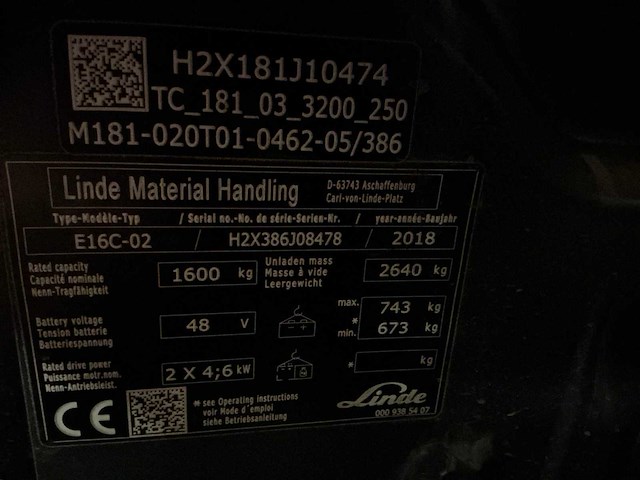 H2X181J10474
TC_181_03_3200_250
M181-020T01-0462-05/386
Linde Material Handling
D-63743 Aschaffenburg
Carl-von-Linde-Platz
Type-Modèle-Typ / Serial no.-No. de série-Serien-Nr. / year-année-Baujahr
E16C-02 / H2X386J08478 / 2018
Rated capacity
Capacité nominale
Nenn-Tragfähigkeit
1600 kg
Unladen mass
Masse à vide
Leergewicht
2640 kg
Battery voltage
Tension batterie
Batteriespannung
48 V
- +
max. 743 kg
*
min. 673 kg
Rated drive power
Puissance motr.nom.
Nenn-Antriebsleist.
2 X 4;6 kW
* kg
CE
* see Operating instructions
voir Mode d'emploi
siehe Betriebsanleitung
Linde
000 938 54 07